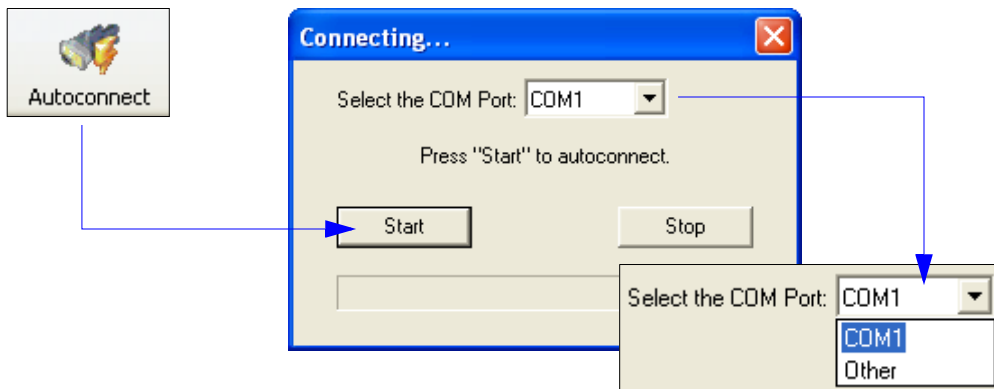 Autoconnect
Connecting...
Select the COM Port: COM1
Press "Start" to autoconnect.
Start
Stop
Select the COM Port: COM1
COM1
Other